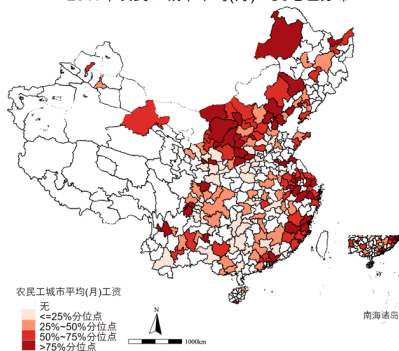 农民工城市平均(月)工资
无
<=25%分位点
25%~50%分位点
50%~75%分位点
>75%分位点
N
1000km
南海诸岛